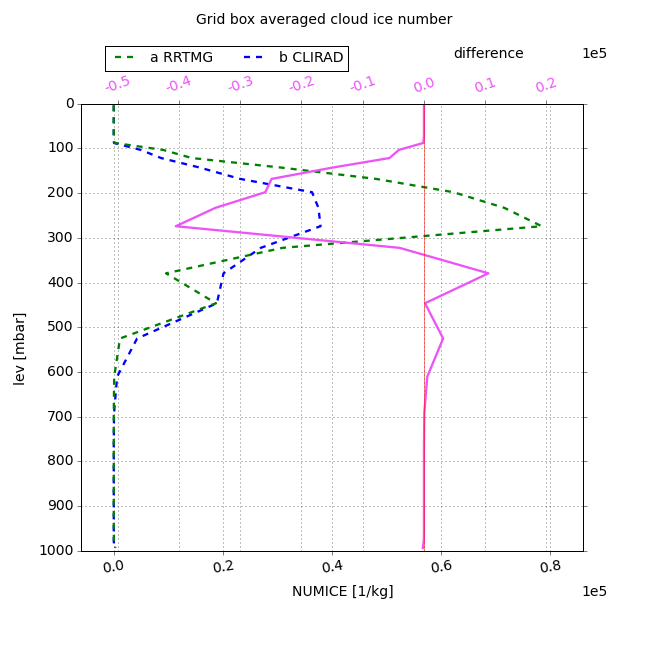 Grid box averaged cloud ice number
a RRTMG b CLIRAD
difference 1e5
-0.5 -0.4 -0.3 -0.2 -0.1 0.0 0.1 0.2
0
100
200
300
400
500
600
700
800
900
1000
lev [mbar]
0.0 0.2 0.4 0.6 0.8
NUMICE [1/kg] 1e5